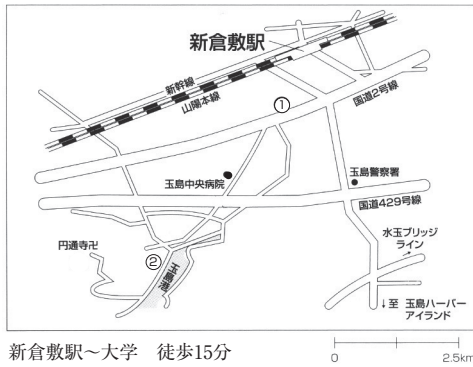 新倉敷駅
新幹線
山陽本線
①
国道2号線
玉島中央病院
玉島警察署
国道429号線
円通寺卍
②
玉島港
水玉ブリッジ
ライン
↓至 玉島ハーバー
アイランド
新倉敷駅～大学 徒歩15分
0 2.5km